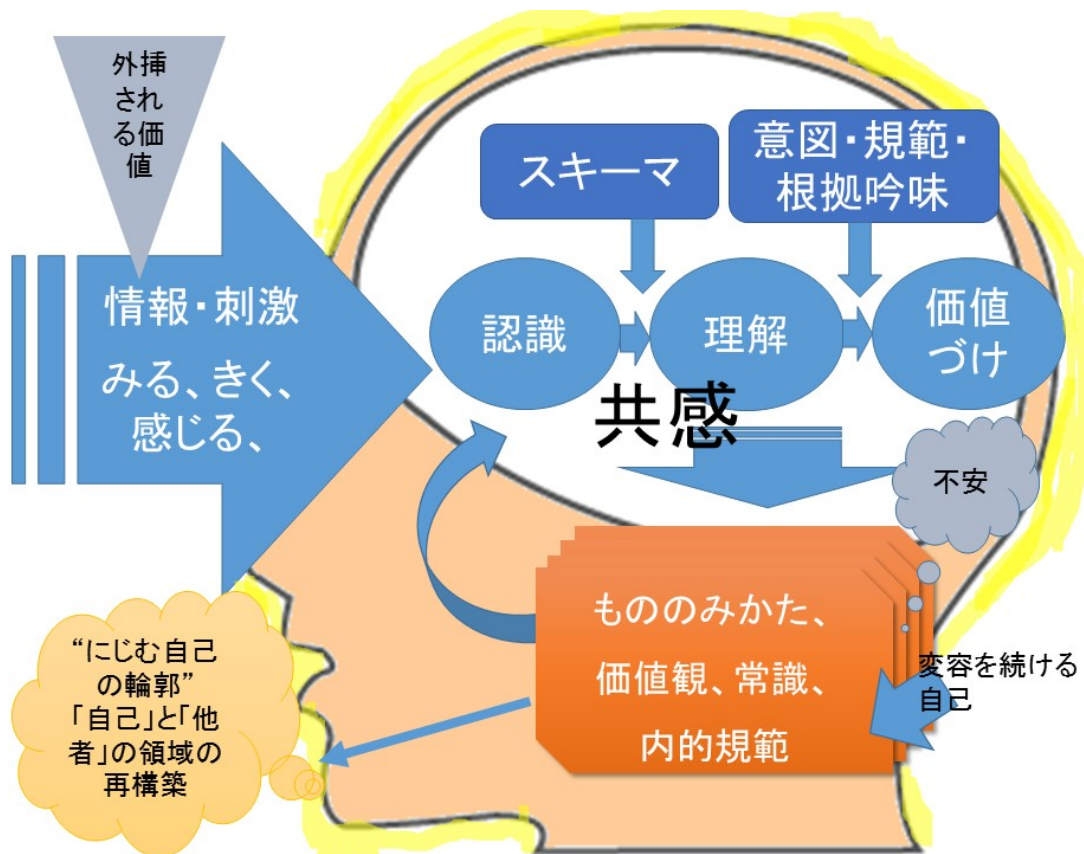 外挿
され
る価
値
スキーマ
意図・規範・
根拠吟味
情報・刺激
みる、きく、
感じる、
認識
理解
価値
づけ
共感
不安
もののみかた、
価値観、常識、
内的規範
変容を続ける
自己
“にじむ自己
の輪郭”
「自己」と「他
者」の領域の
再構築